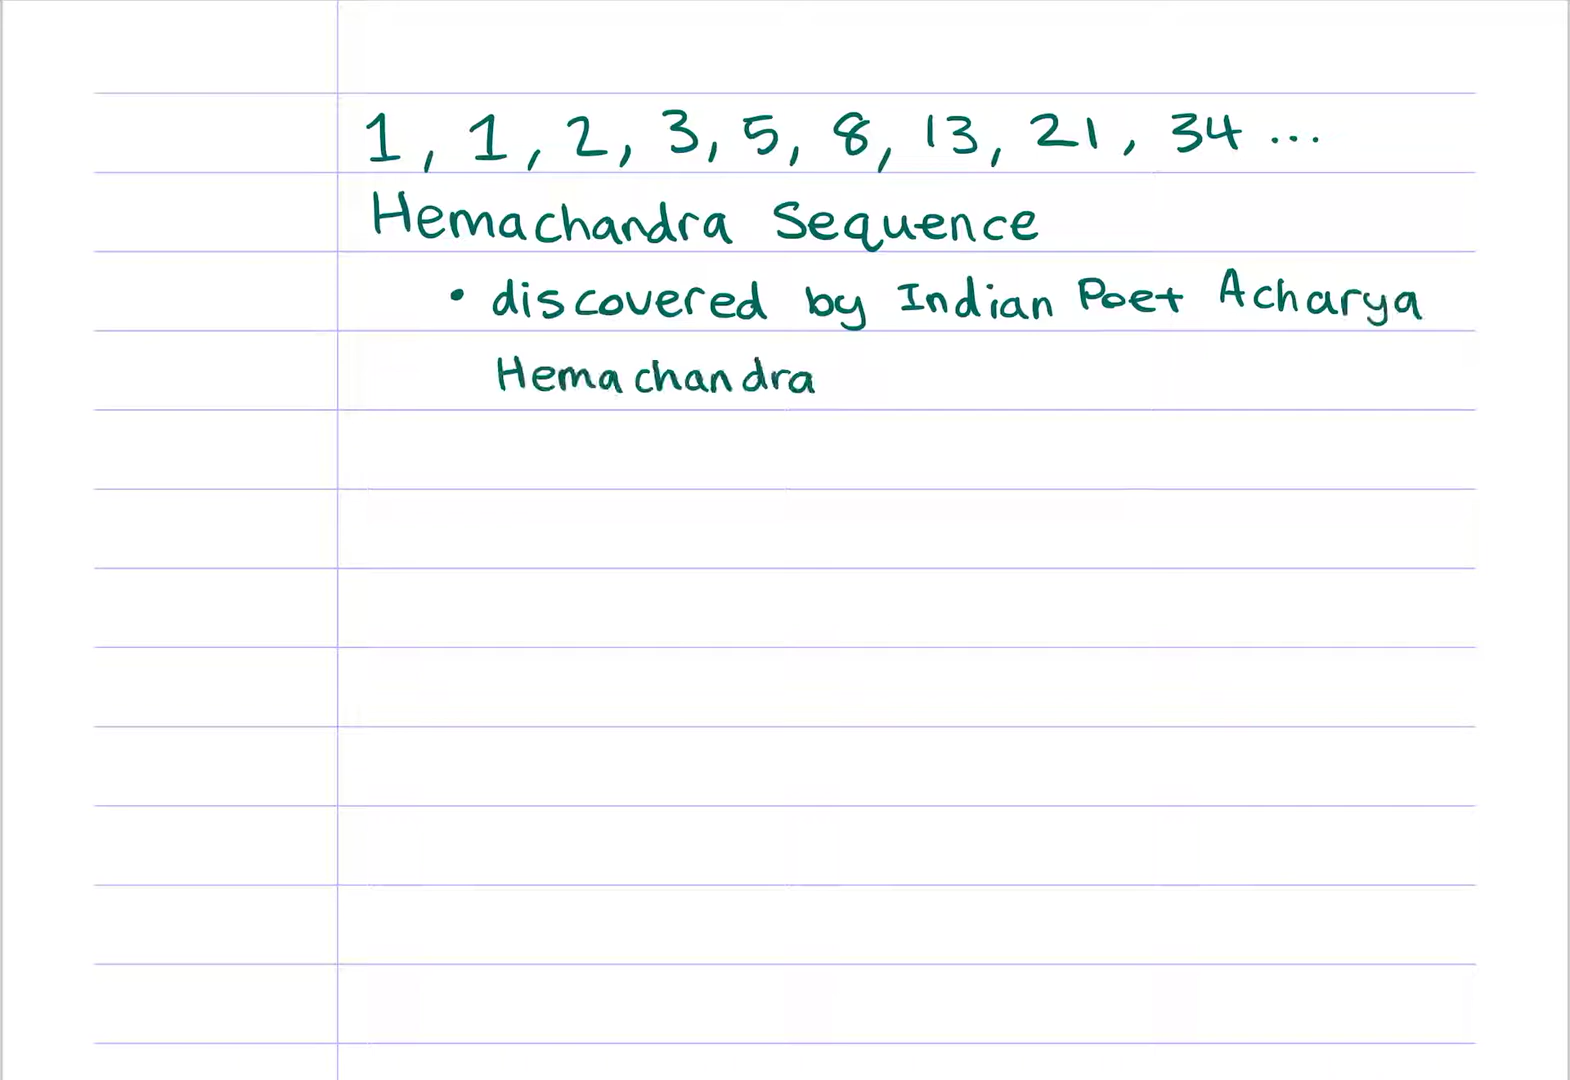 1, 1, 2, 3, 5, 8, 13, 21, 34 ...
Hemachandra Sequence
• discovered by Indian Poet Acharya
Hemachandra